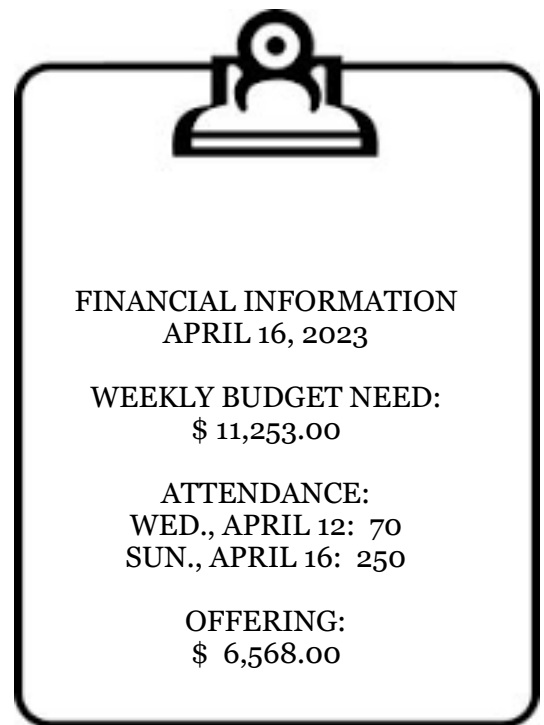 FINANCIAL INFORMATION
APRIL 16, 2023
WEEKLY BUDGET NEED:
$ 11,253.00
ATTENDANCE:
WED., APRIL 12:  70
SUN., APRIL 16:  250
OFFERING:
$  6,568.00